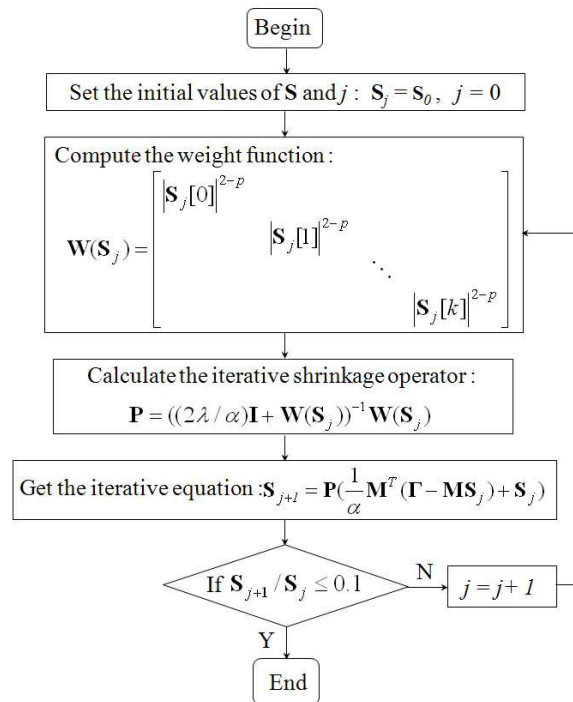 Begin
Set the initial values of S and j : S_j = s_0 , j = 0
Compute the weight function :
W(S_j) = [ |S_j[0]|^{2-p}
|S_j[1]|^{2-p}
⋱
|S_j[k]|^{2-p} ]
Calculate the iterative shrinkage operator :
P = ((2λ / α)I + W(S_j))^{-1} W(S_j)
Get the iterative equation :S_{j+1} = P(\frac{1}{α} M^T (Γ − MS_j) + S_j)
If S_{j+1} / S_j ≤ 0.1
N
j = j + 1
Y
End